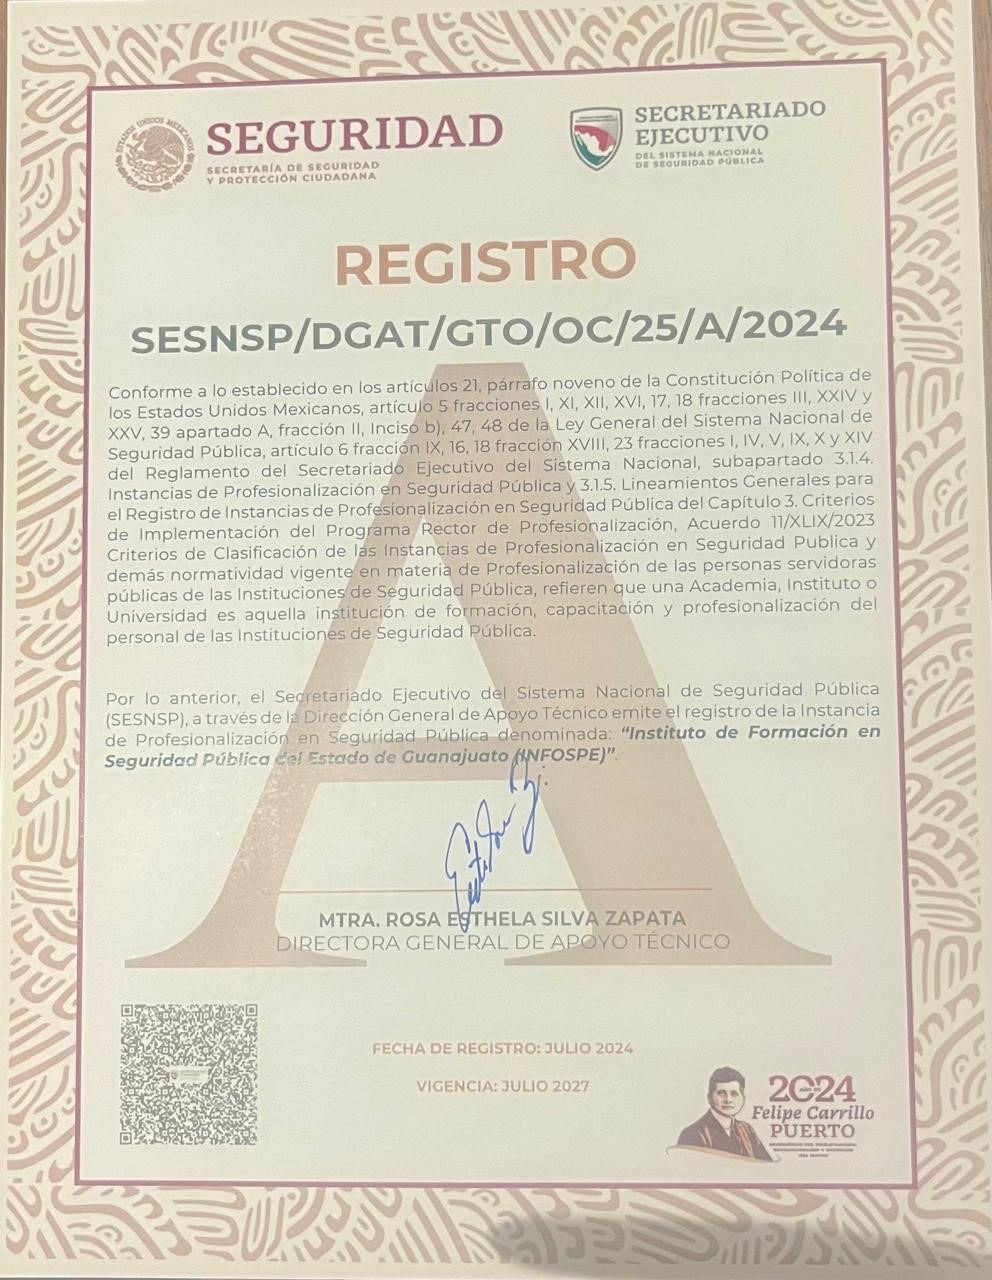 SEGURIDAD
SECRETARÍA DE SEGURIDAD
Y PROTECCIÓN CIUDADANA
SECRETARIADO
EJECUTIVO
DEL SISTEMA NACIONAL
DE SEGURIDAD PÚBLICA
REGISTRO
SESNSP/DGAT/GTO/OC/25/A/2024
Conforme a lo establecido en los artículos 21, párrafo noveno de la Constitución Política de
los Estados Unidos Mexicanos, artículo 5 fracciones I, XI, XII, XVI, 17, 18 fracciones III, XXIV y
XXV, 39 apartado A, fracción II, Inciso b), 47, 48 de la Ley General del Sistema Nacional de
Seguridad Pública, artículo 6 fracción IX, 16, 18 fracción XVIII, 23 fracciones I, IV, V, IX, X y XIV
del Reglamento del Secretariado Ejecutivo del Sistema Nacional, subapartado 3.1.4.
Instancias de Profesionalización en Seguridad Pública y 3.1.5. Lineamientos Generales para
el Registro de Instancias de Profesionalización en Seguridad Pública del Capítulo 3. Criterios
de Implementación del Programa Rector de Profesionalización, Acuerdo 11/XLIX/2023
Criterios de Clasificación de las Instancias de Profesionalización en Seguridad Publica y
demás normatividad vigente en materia de Profesionalización de las personas servidoras
públicas de las Instituciones de Seguridad Pública, refieren que una Academia, Instituto o
Universidad es aquella institución de formación, capacitación y profesionalización del
personal de las Instituciones de Seguridad Pública.
Por lo anterior, el Secretariado Ejecutivo del Sistema Nacional de Seguridad Pública
(SESNSP), a través de la Dirección General de Apoyo Técnico emite el registro de la Instancia
de Profesionalización en Seguridad Pública denominada: “Instituto de Formación en
Seguridad Pública del Estado de Guanajuato (INFOSPE)”.
MTRA. ROSA ESTHELA SILVA ZAPATA
DIRECTORA GENERAL DE APOYO TÉCNICO
FECHA DE REGISTRO: JULIO 2024
VIGENCIA: JULIO 2027
2024
AÑO DE
Felipe Carrillo
PUERTO